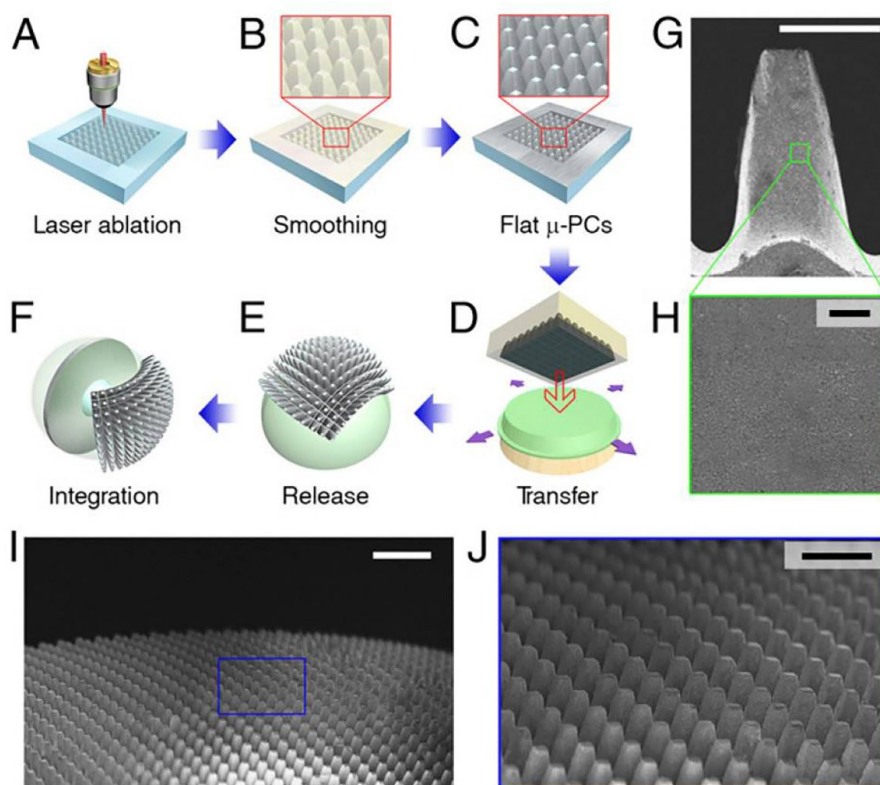 A
B
C
G
Laser ablation
Smoothing
Flat μ-PCs
F
E
D
H
Integration
Release
Transfer
I
J